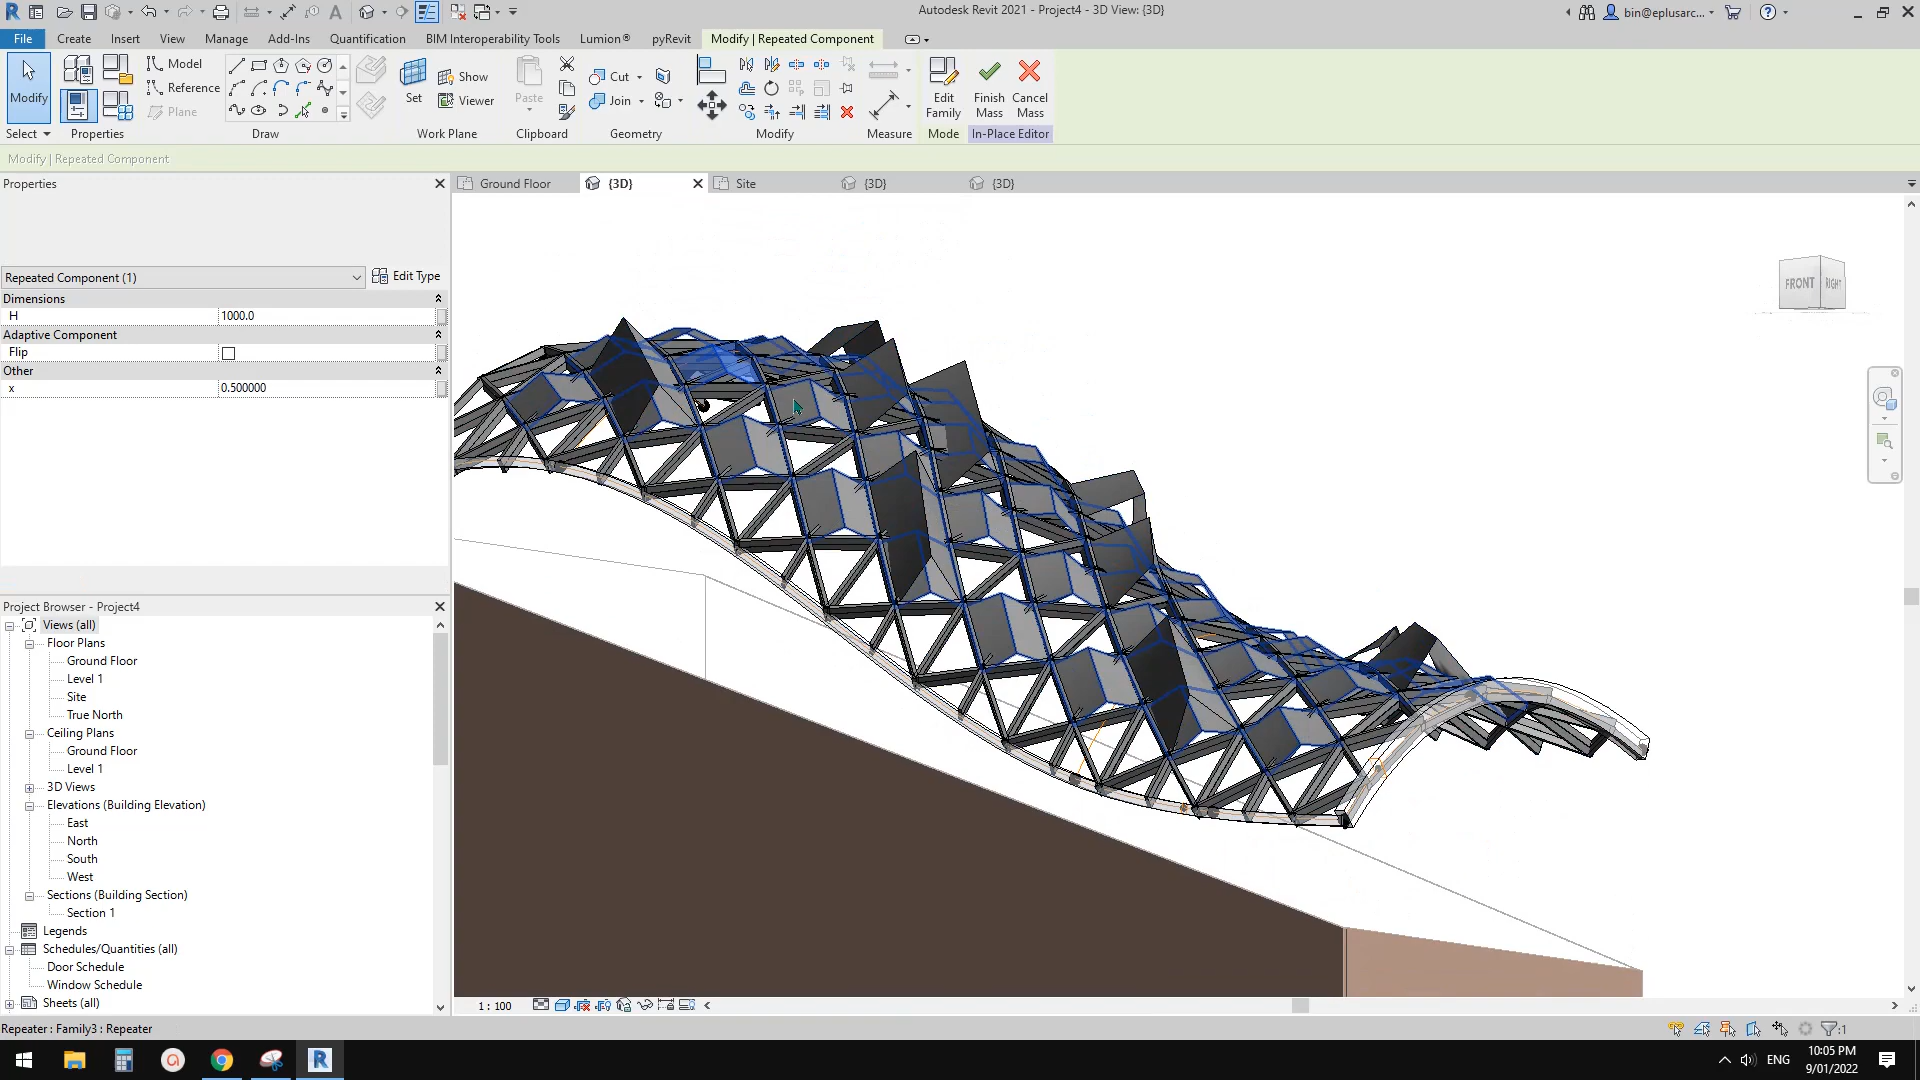 Autodesk Revit 2021 - Project4 - 3D View: {3D}
bin@eplusarc...
File Create Insert View Manage Add-Ins Quantification BIM Interoperability Tools Lumion® pyRevit Modify | Repeated Component
Modify
Model
Reference
Plane
Set
Show
Viewer
Paste
Cut
Join
Edit Family
Finish Mass
Cancel Mass
Select Properties Draw Work Plane Clipboard Geometry Modify Measure Mode In-Place Editor
Modify | Repeated Component
Properties
Ground Floor {3D} Site {3D} {3D}
Repeated Component (1) Edit Type
Dimensions
H 1000.0
Adaptive Component
Flip
Other
x 0.500000
FRONT RIGHT
Project Browser - Project4
Views (all)
Floor Plans
Ground Floor
Level 1
Site
True North
Ceiling Plans
Ground Floor
Level 1
3D Views
Elevations (Building Elevation)
East
North
South
West
Sections (Building Section)
Section 1
Legends
Schedules/Quantities (all)
Door Schedule
Window Schedule
Sheets (all)
1 : 100
Repeater : Family3 : Repeater
:1
ENG
10:05 PM
9/01/2022